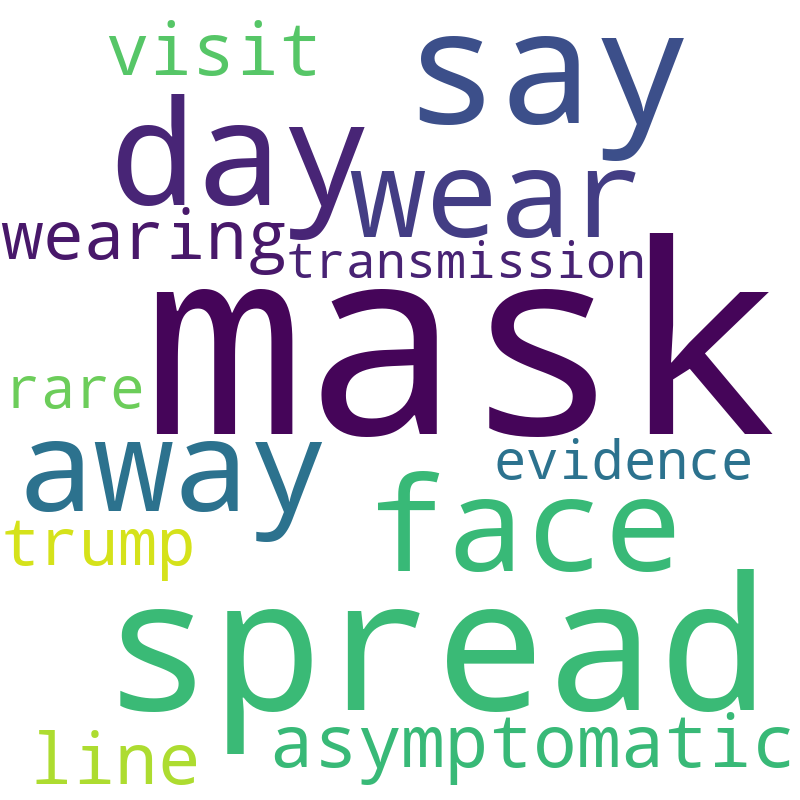 visit
say
day
wear
wearing
transmission
mask
rare
away
evidence
face
trump
spread
asymptomatic
line